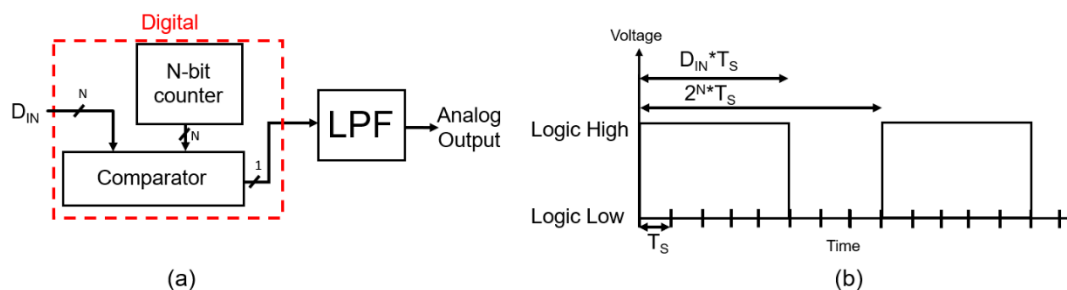 Digital
N-bit
counter
D_IN
N
N
Comparator
1
LPF
Analog
Output
(a)
Voltage
D_IN*T_S
2^N*T_S
Logic High
Logic Low
T_S
Time
(b)